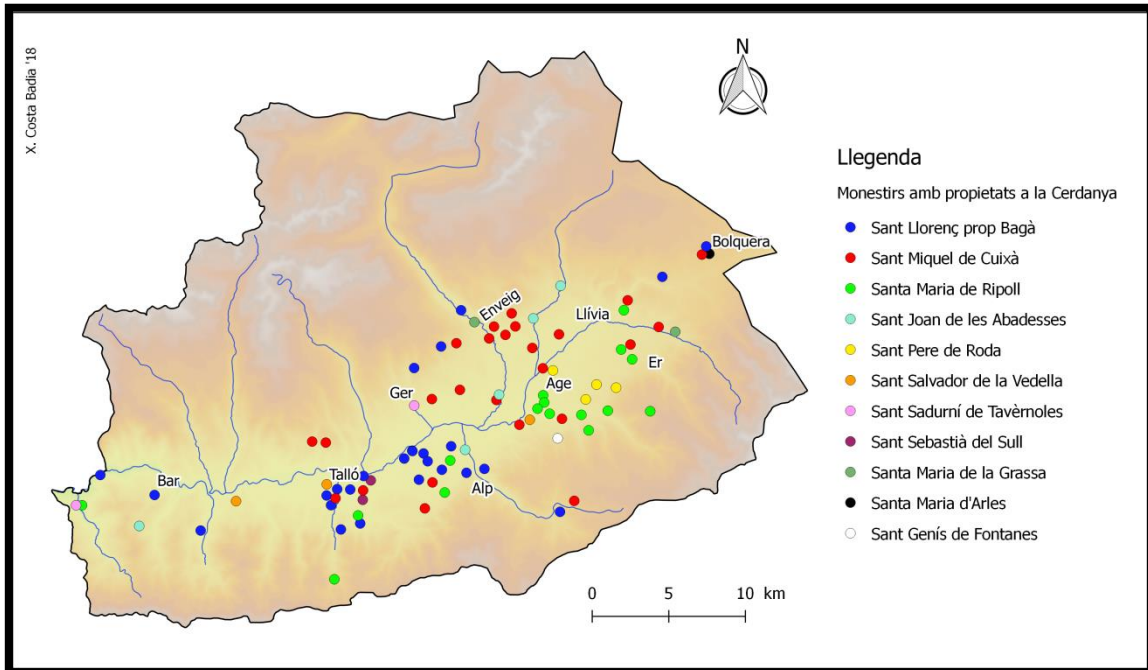 X. Costa Badia '18
N
Bolquera
Enveig
Llívia
Er
Age
Ger
Talló
Bar
Alp
0 5 10 km
Llegenda
Monestirs amb propietats a la Cerdanya
Sant Llorenç prop Bagà
Sant Miquel de Cuixà
Santa Maria de Ripoll
Sant Joan de les Abadesses
Sant Pere de Roda
Sant Salvador de la Vedella
Sant Sadurní de Tavèrnoles
Sant Sebastià del Sull
Santa Maria de la Grassa
Santa Maria d'Arles
Sant Genís de Fontanes